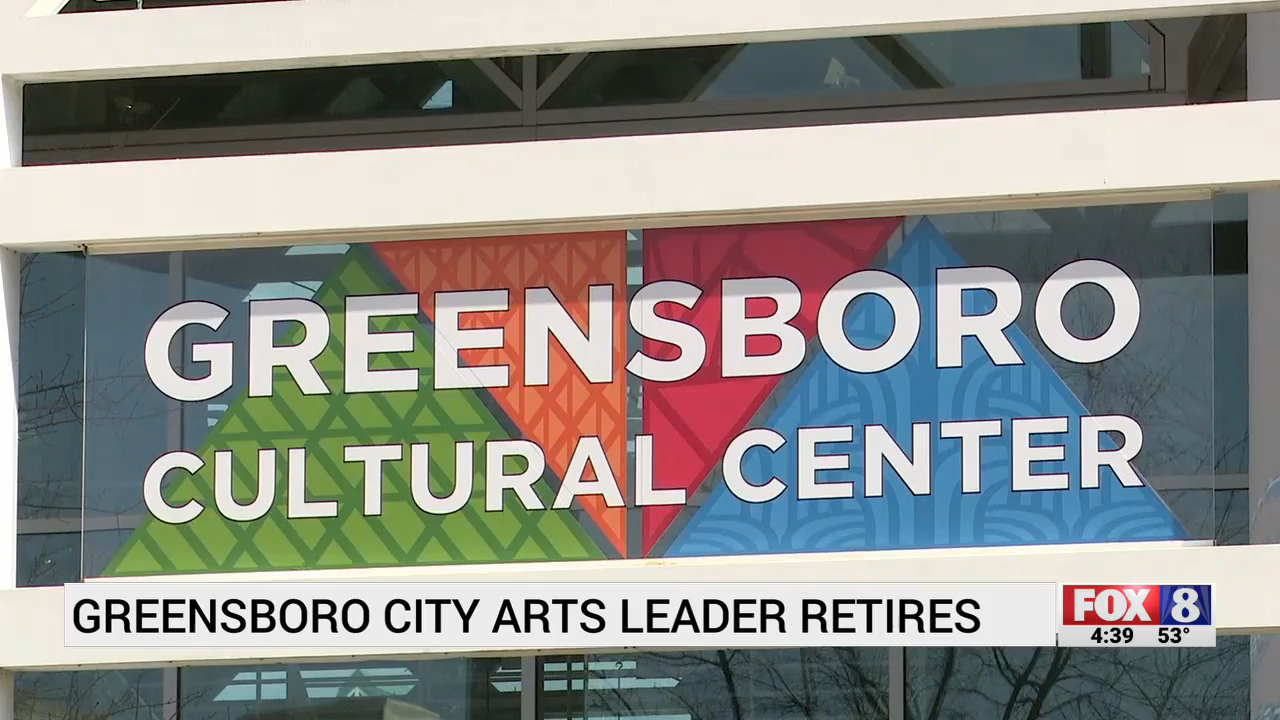 GREENSBORO
CULTURAL CENTER
GREENSBORO CITY ARTS LEADER RETIRES
FOX 8
4:39 53°